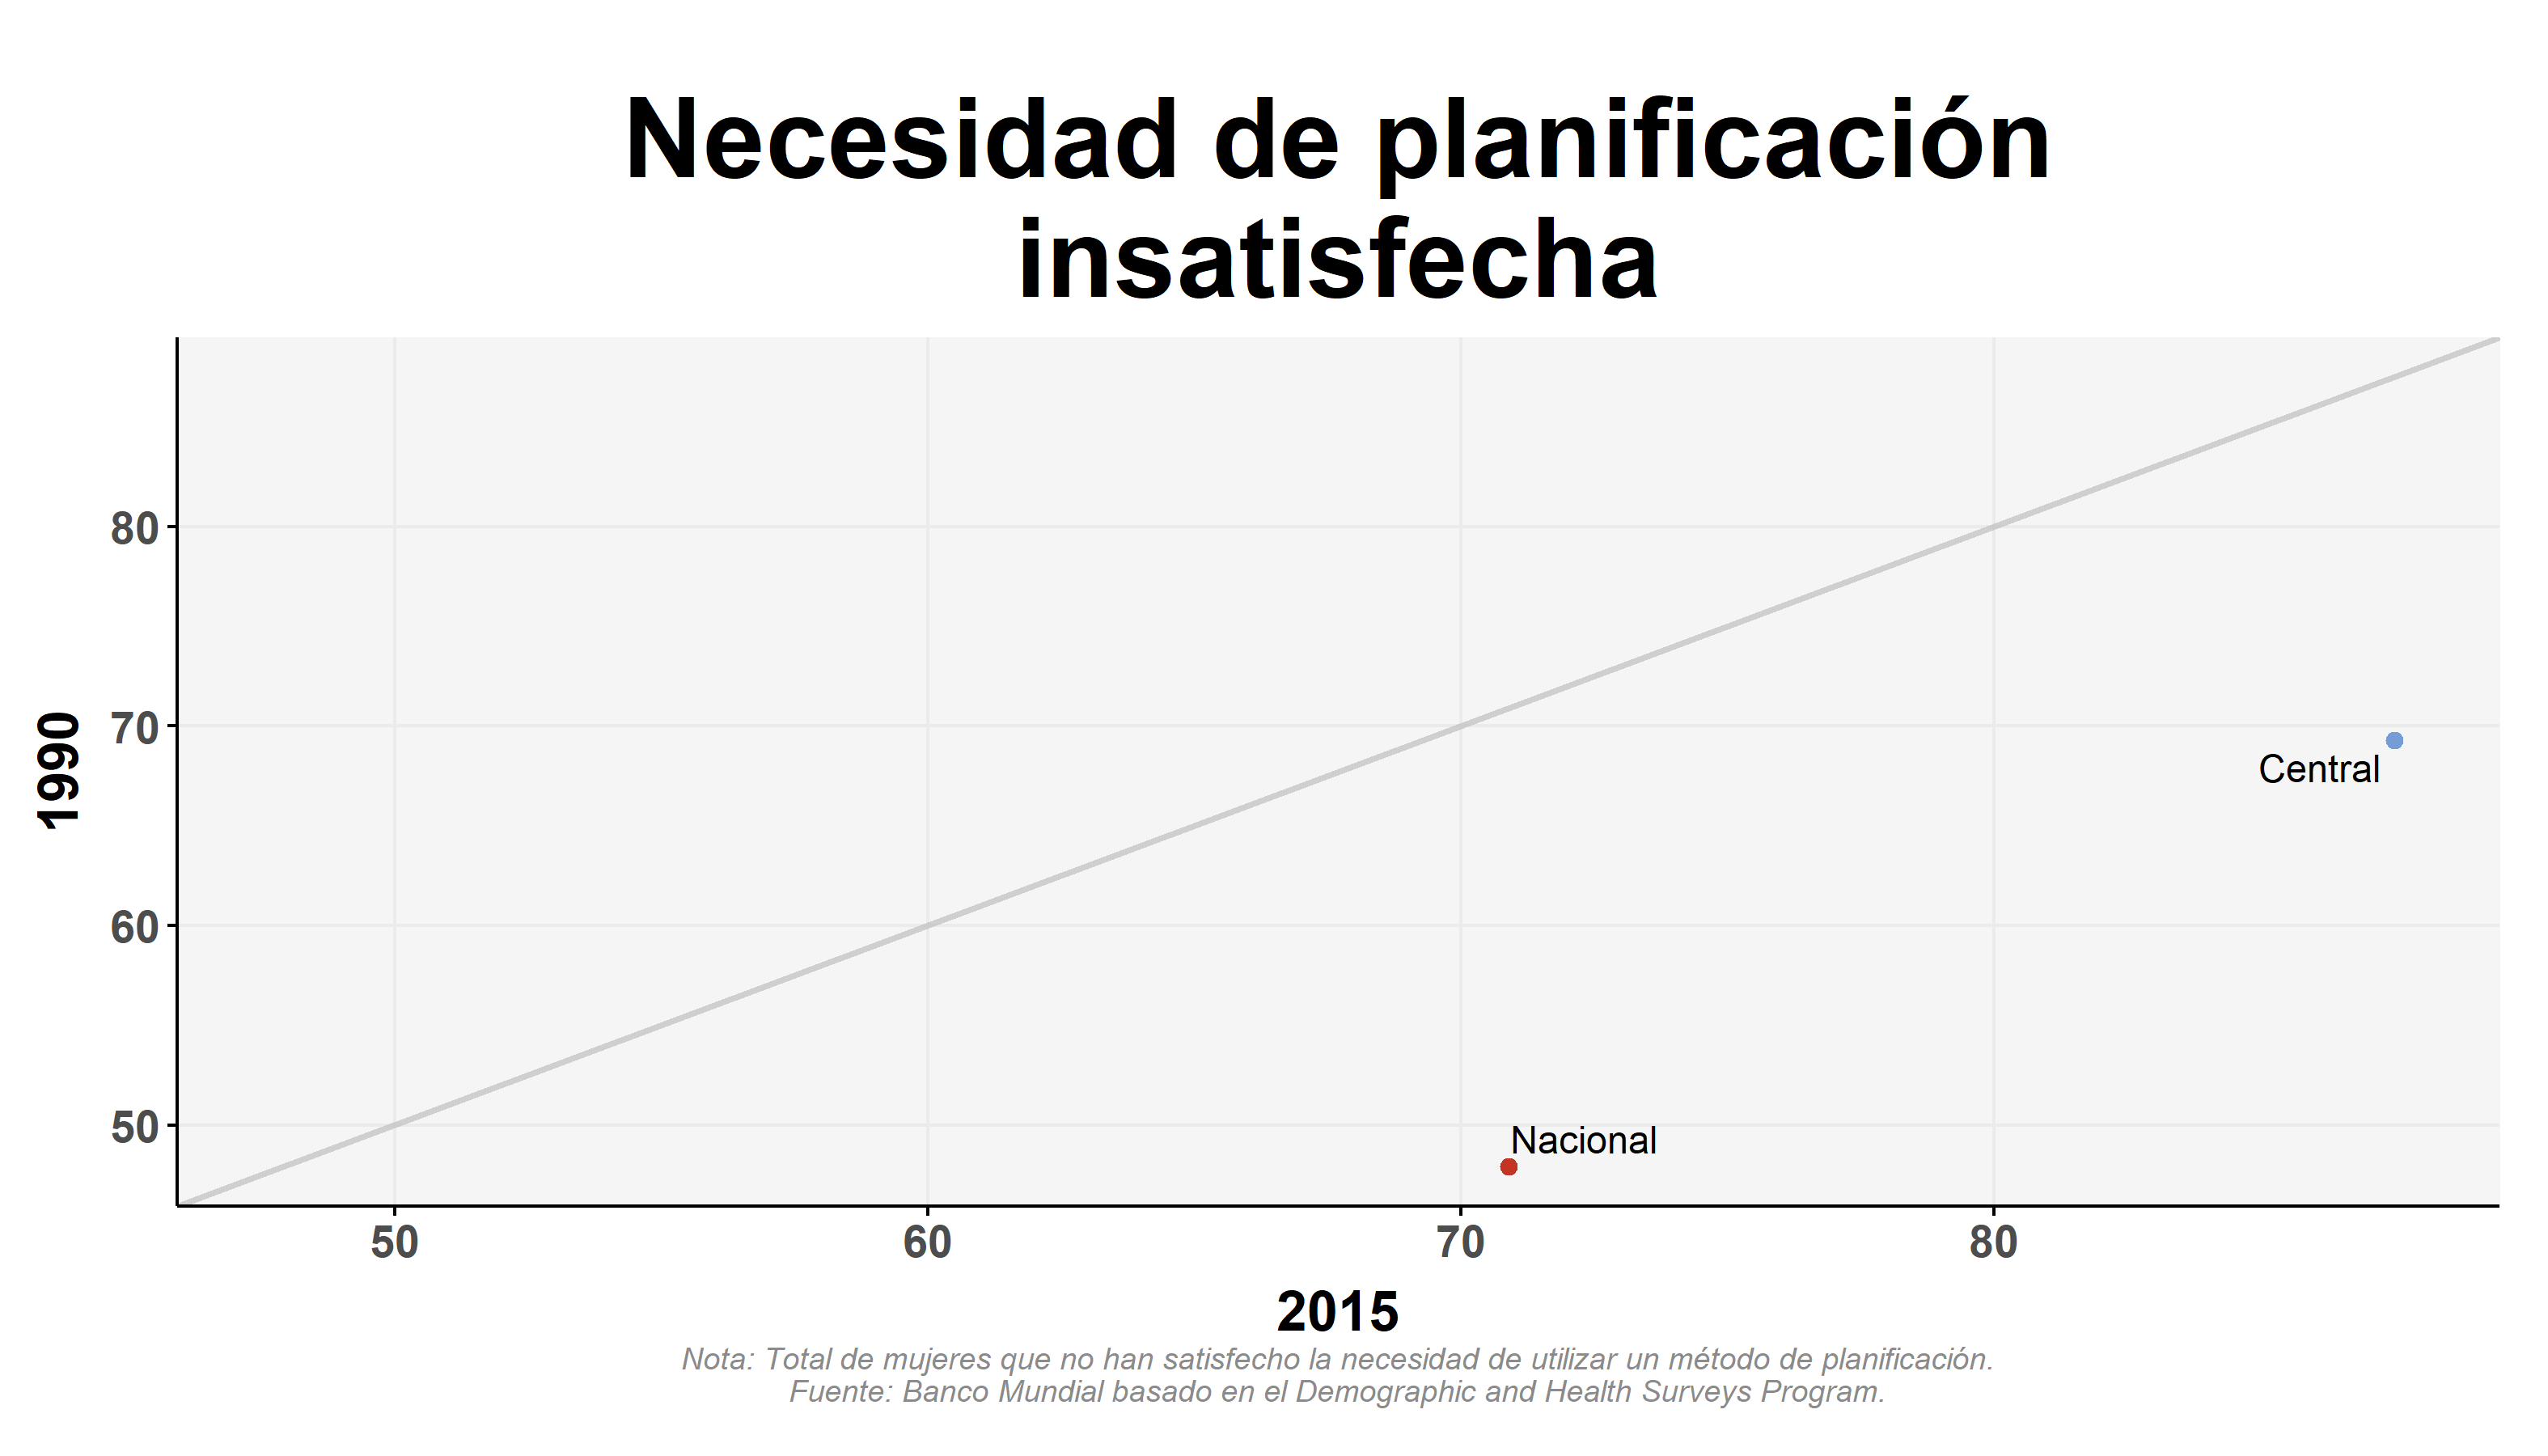 Necesidad de planificación
insatisfecha
1990
80
70
60
50
Central
Nacional
50 60 70 80
2015
Nota: Total de mujeres que no han satisfecho la necesidad de utilizar un método de planificación.
Fuente: Banco Mundial basado en el Demographic and Health Surveys Program.